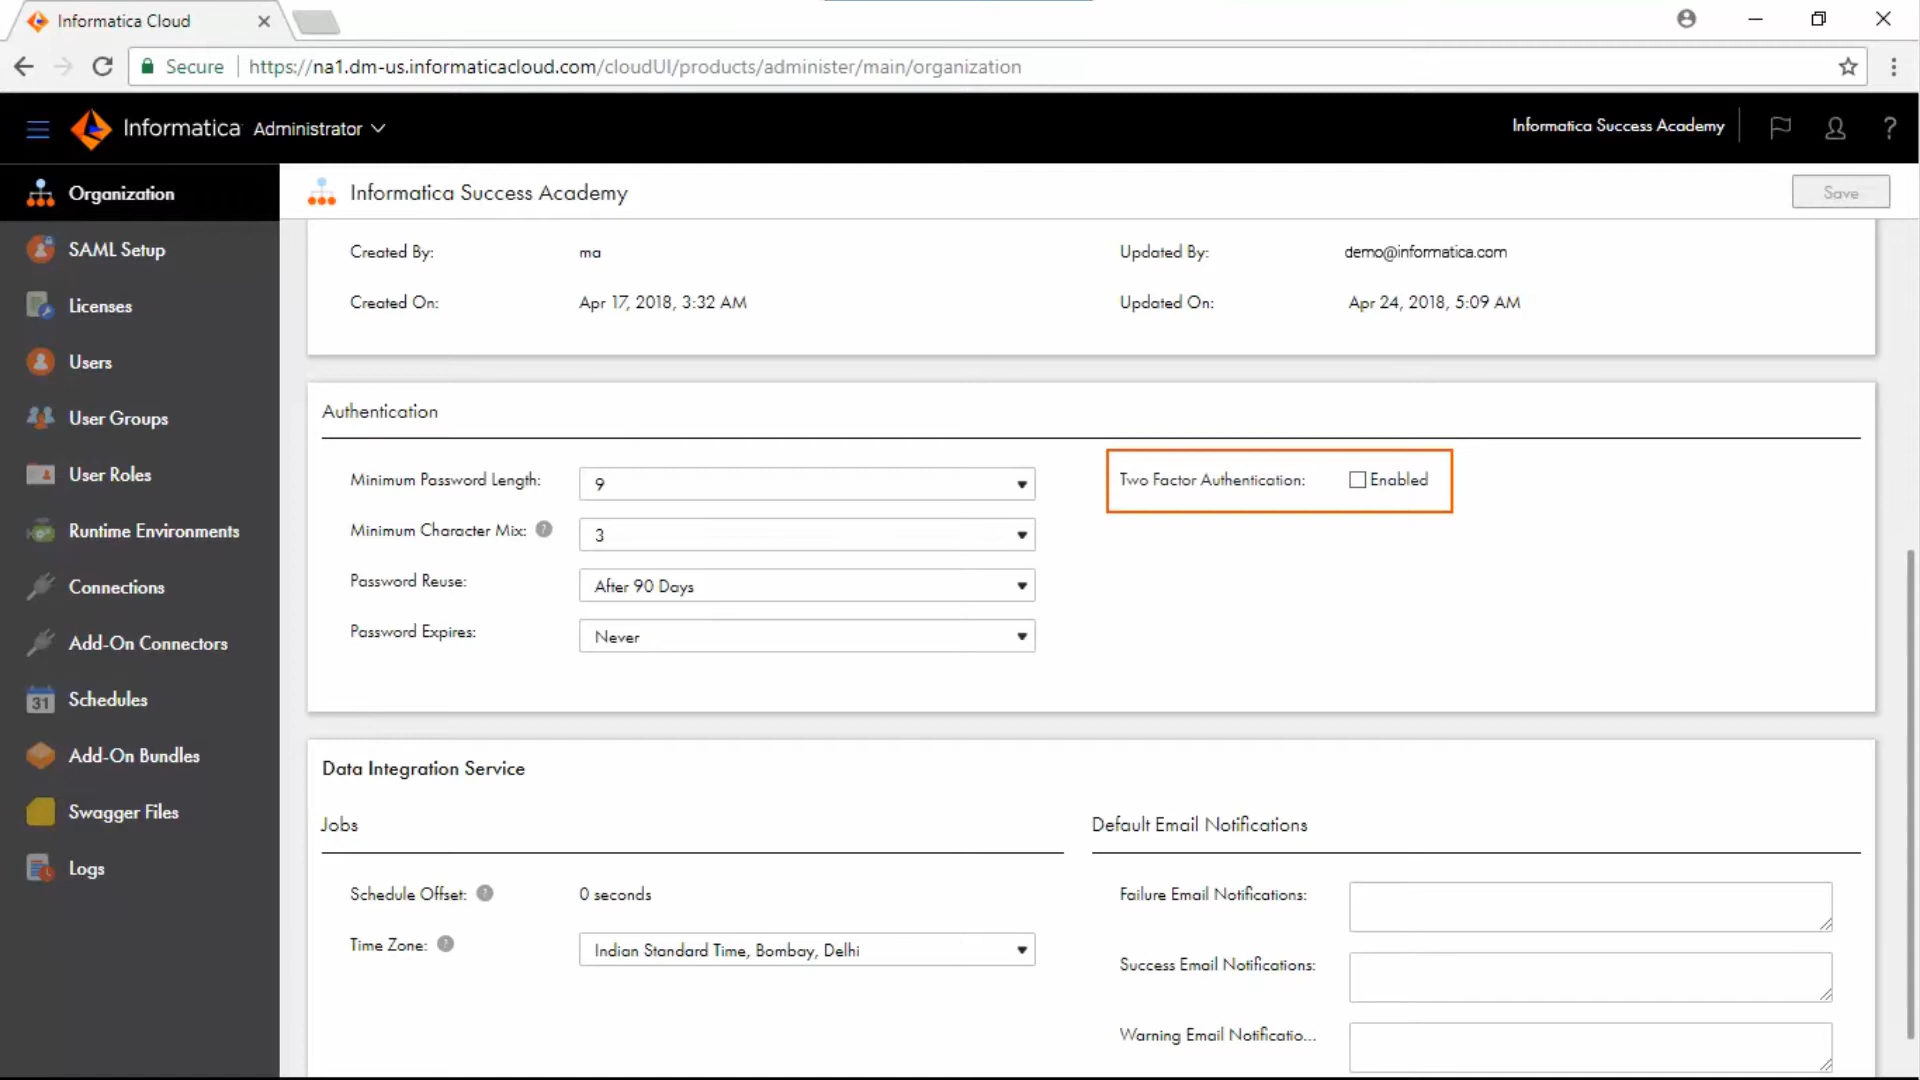 Informatica Cloud
Secure https://na1.dm-us.informaticacloud.com/cloudUI/products/administer/main/organization
Informatica Administrator
Informatica Success Academy
?
Organization
SAML Setup
Licenses
Users
User Groups
User Roles
Runtime Environments
Connections
Add-On Connectors
31 Schedules
Add-On Bundles
Swagger Files
Logs
Informatica Success Academy
Save
Created By: ma
Updated By: demo@informatica.com
Created On: Apr 17, 2018, 3:32 AM
Updated On: Apr 24, 2018, 5:09 AM
Authentication
Minimum Password Length: 9
Two Factor Authentication: Enabled
Minimum Character Mix: ? 3
Password Reuse: After 90 Days
Password Expires: Never
Data Integration Service
Jobs
Schedule Offset: ? 0 seconds
Time Zone: ? Indian Standard Time, Bombay, Delhi
Default Email Notifications
Failure Email Notifications:
Success Email Notifications:
Warning Email Notificatio...